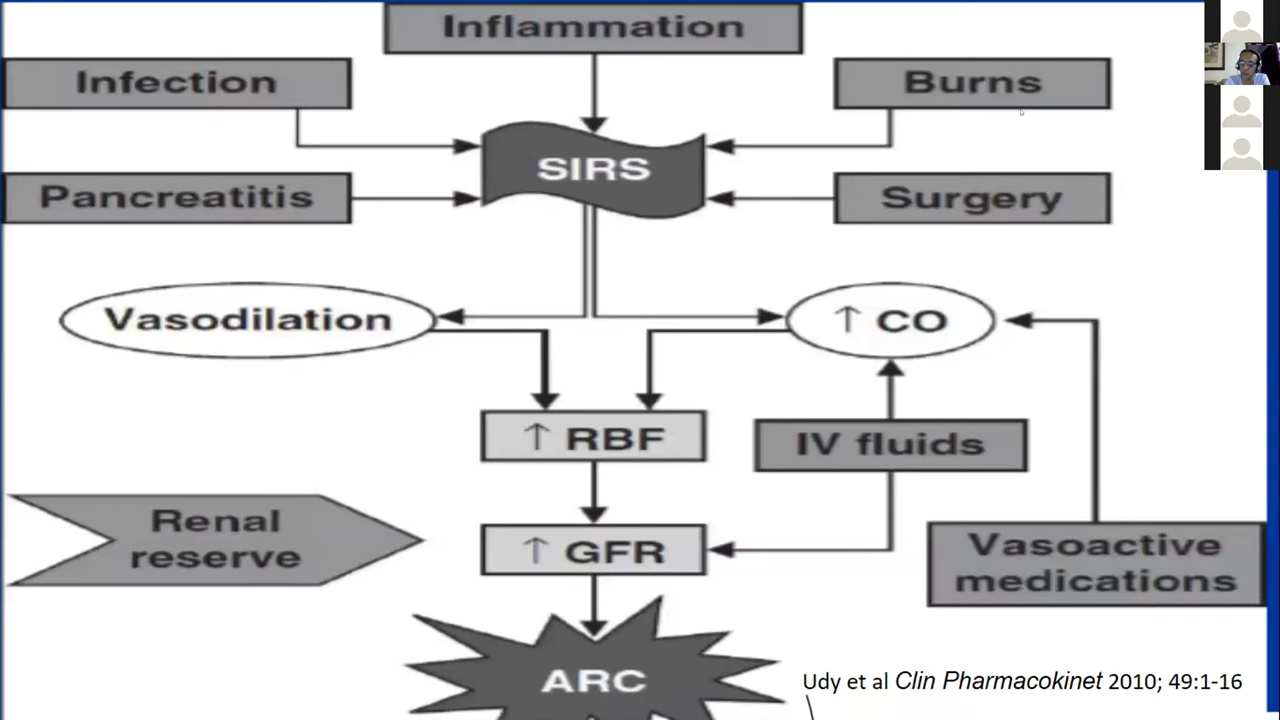 Inflammation
Infection
Burns
SIRS
Pancreatitis
Surgery
Vasodilation
↑ CO
↑ RBF
IV fluids
Renal
reserve
↑ GFR
Vasoactive
medications
ARC
Udy et al Clin Pharmacokinet 2010; 49:1-16